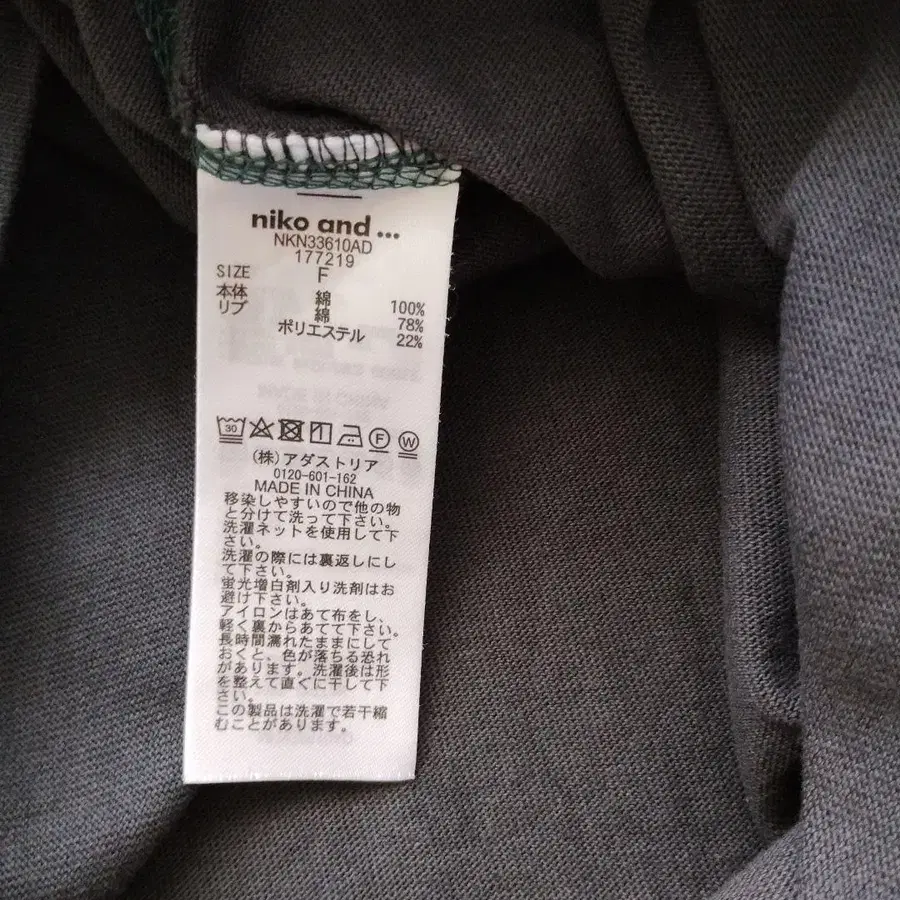 niko and ...
NKN33610AD
177219
SIZE F
本体 綿 100%
リブ 綿 78%
ポリエステル 22%
30
F W
(株)アダストリア
0120-601-162
MADE IN CHINA
移染しやすいので他の物
と分けて洗って下さい。
洗濯ネットを使用して下
さい。
洗濯の際には裏返しにし
て下さい。
蛍光増白剤入り洗剤はお
避け下さい。
アイロンはあて布をし、
軽く裏からあてて下さい。
長時間濡れたままにして
おくと、色が落ちる恐れ
があります。洗濯後は形
を整えて直ぐに干して下
さい。
この製品は洗濯で若干縮
むことがあります。